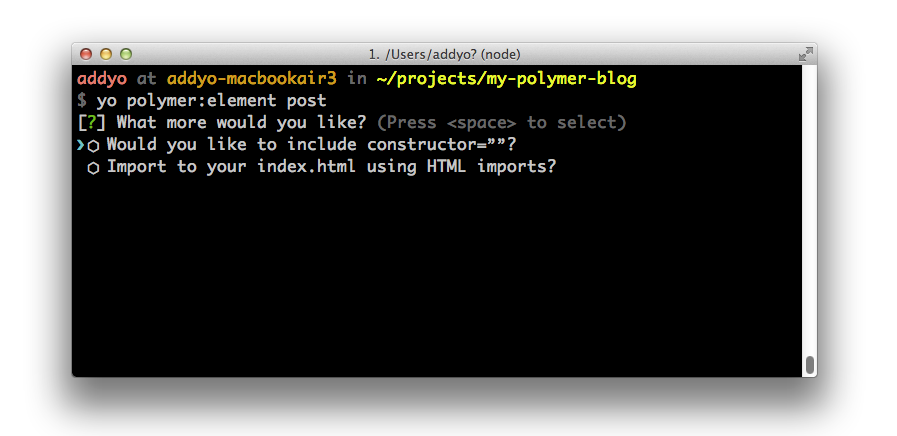 1. /Users/addyo? (node)
addyo at addyo-macbookair3 in ~/projects/my-polymer-blog
$ yo polymer:element post
[?] What more would you like? (Press <space> to select)
❯⬡ Would you like to include constructor=””?
⬡ Import to your index.html using HTML imports?